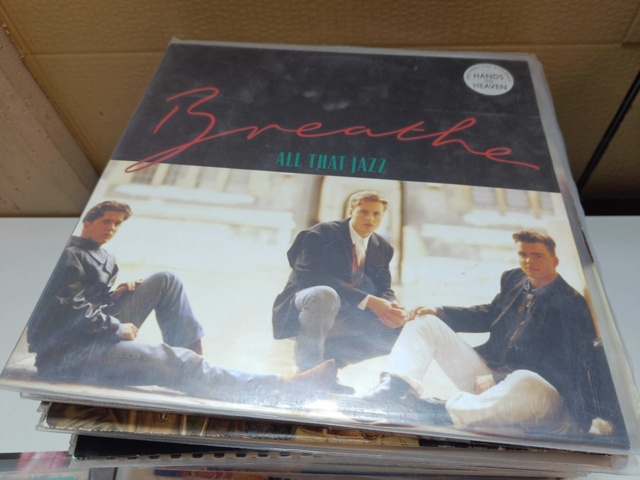 HANDS
TO
HEAVEN
Breathe
ALL THAT JAZZ